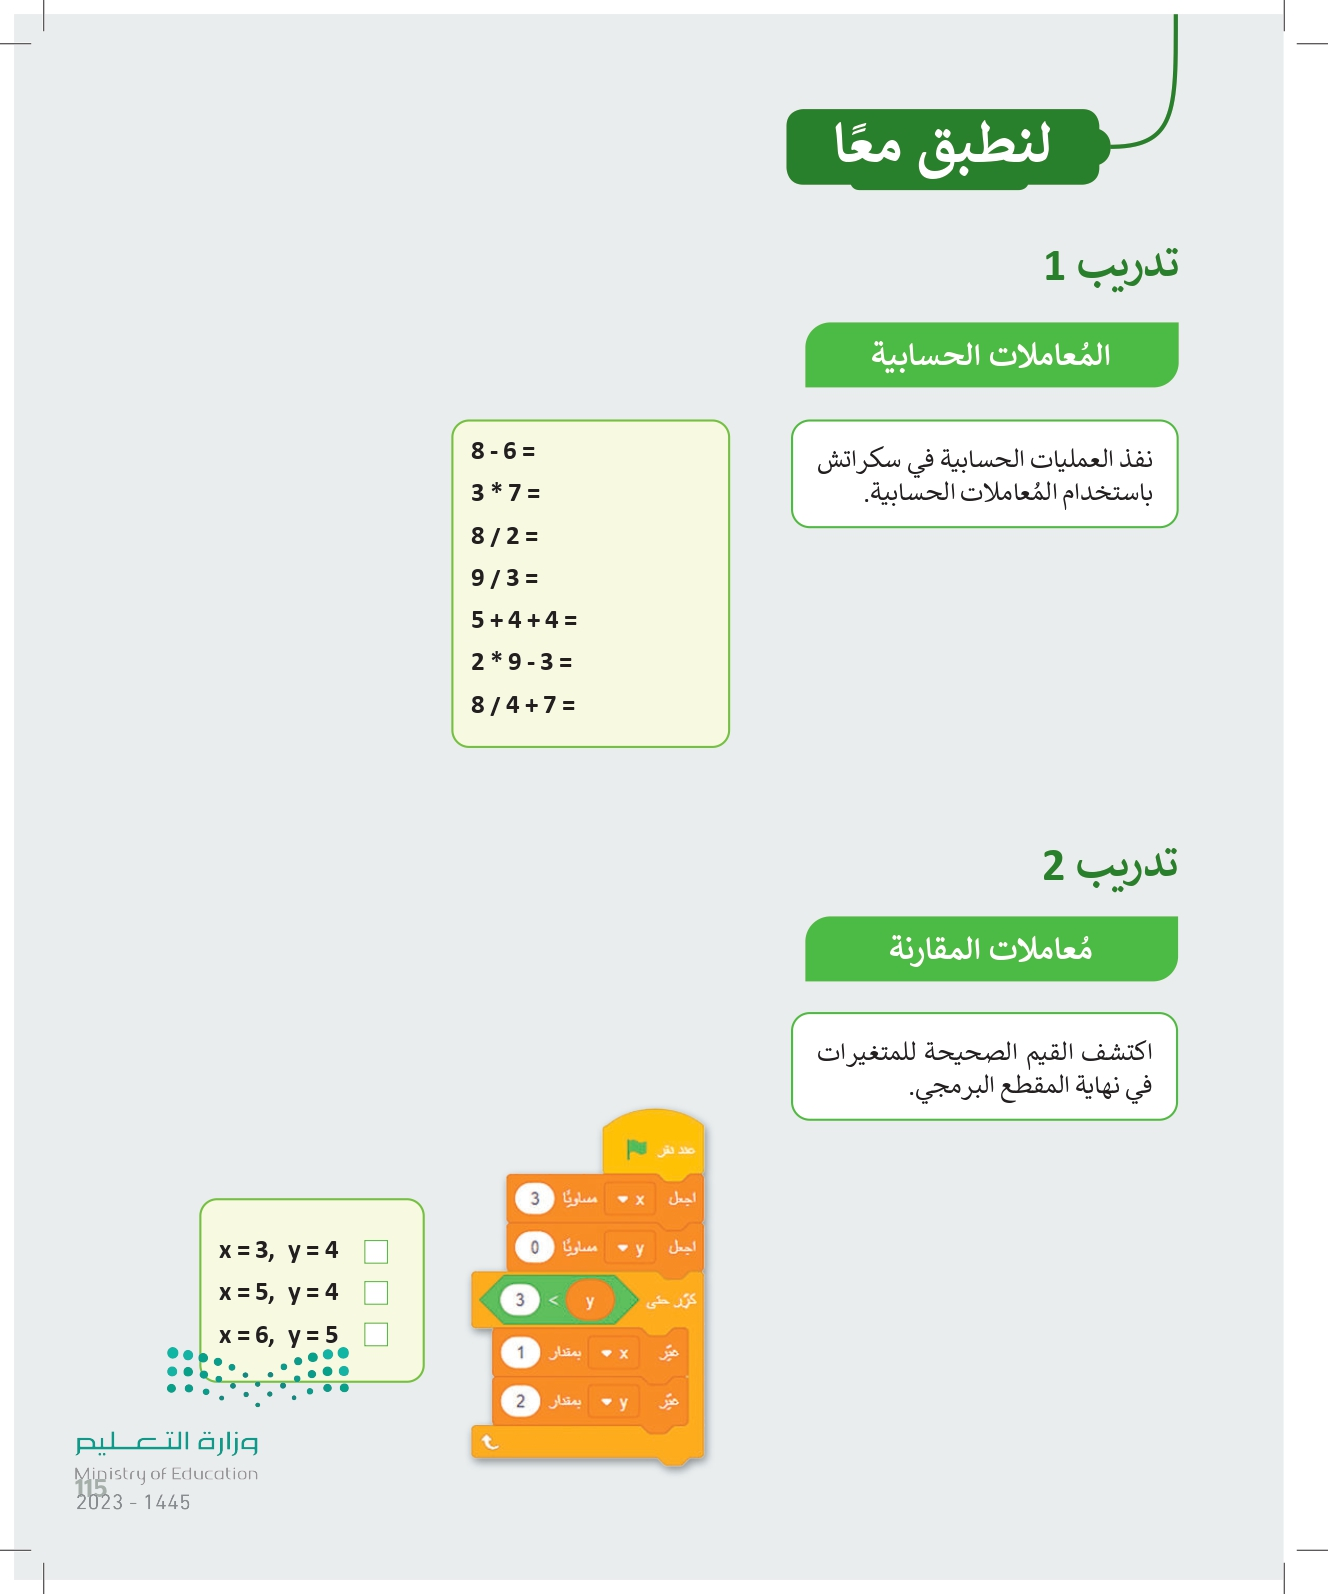 لنطبق معًا
تدريب 1
المُعاملات الحسابية
نفذ العمليات الحسابية في سكراتش
باستخدام المُعاملات الحسابية.
8 - 6 =
3 * 7 =
8 / 2 =
9 / 3 =
5 + 4 + 4 =
2 * 9 - 3 =
8 / 4 + 7 =
تدريب 2
مُعاملات المقارنة
اكتشف القيم الصحيحة للمتغيرات
في نهاية المقطع البرمجي.
عند نقر
اجعل x مساويًا 3
اجعل y مساويًا 0
كرّر حتى y < 3
غيّر x بمقدار 1
غيّر y بمقدار 2
x = 3, y = 4
x = 5, y = 4
x = 6, y = 5
وزارة التعليم
Ministry of Education
115
2023 - 1445